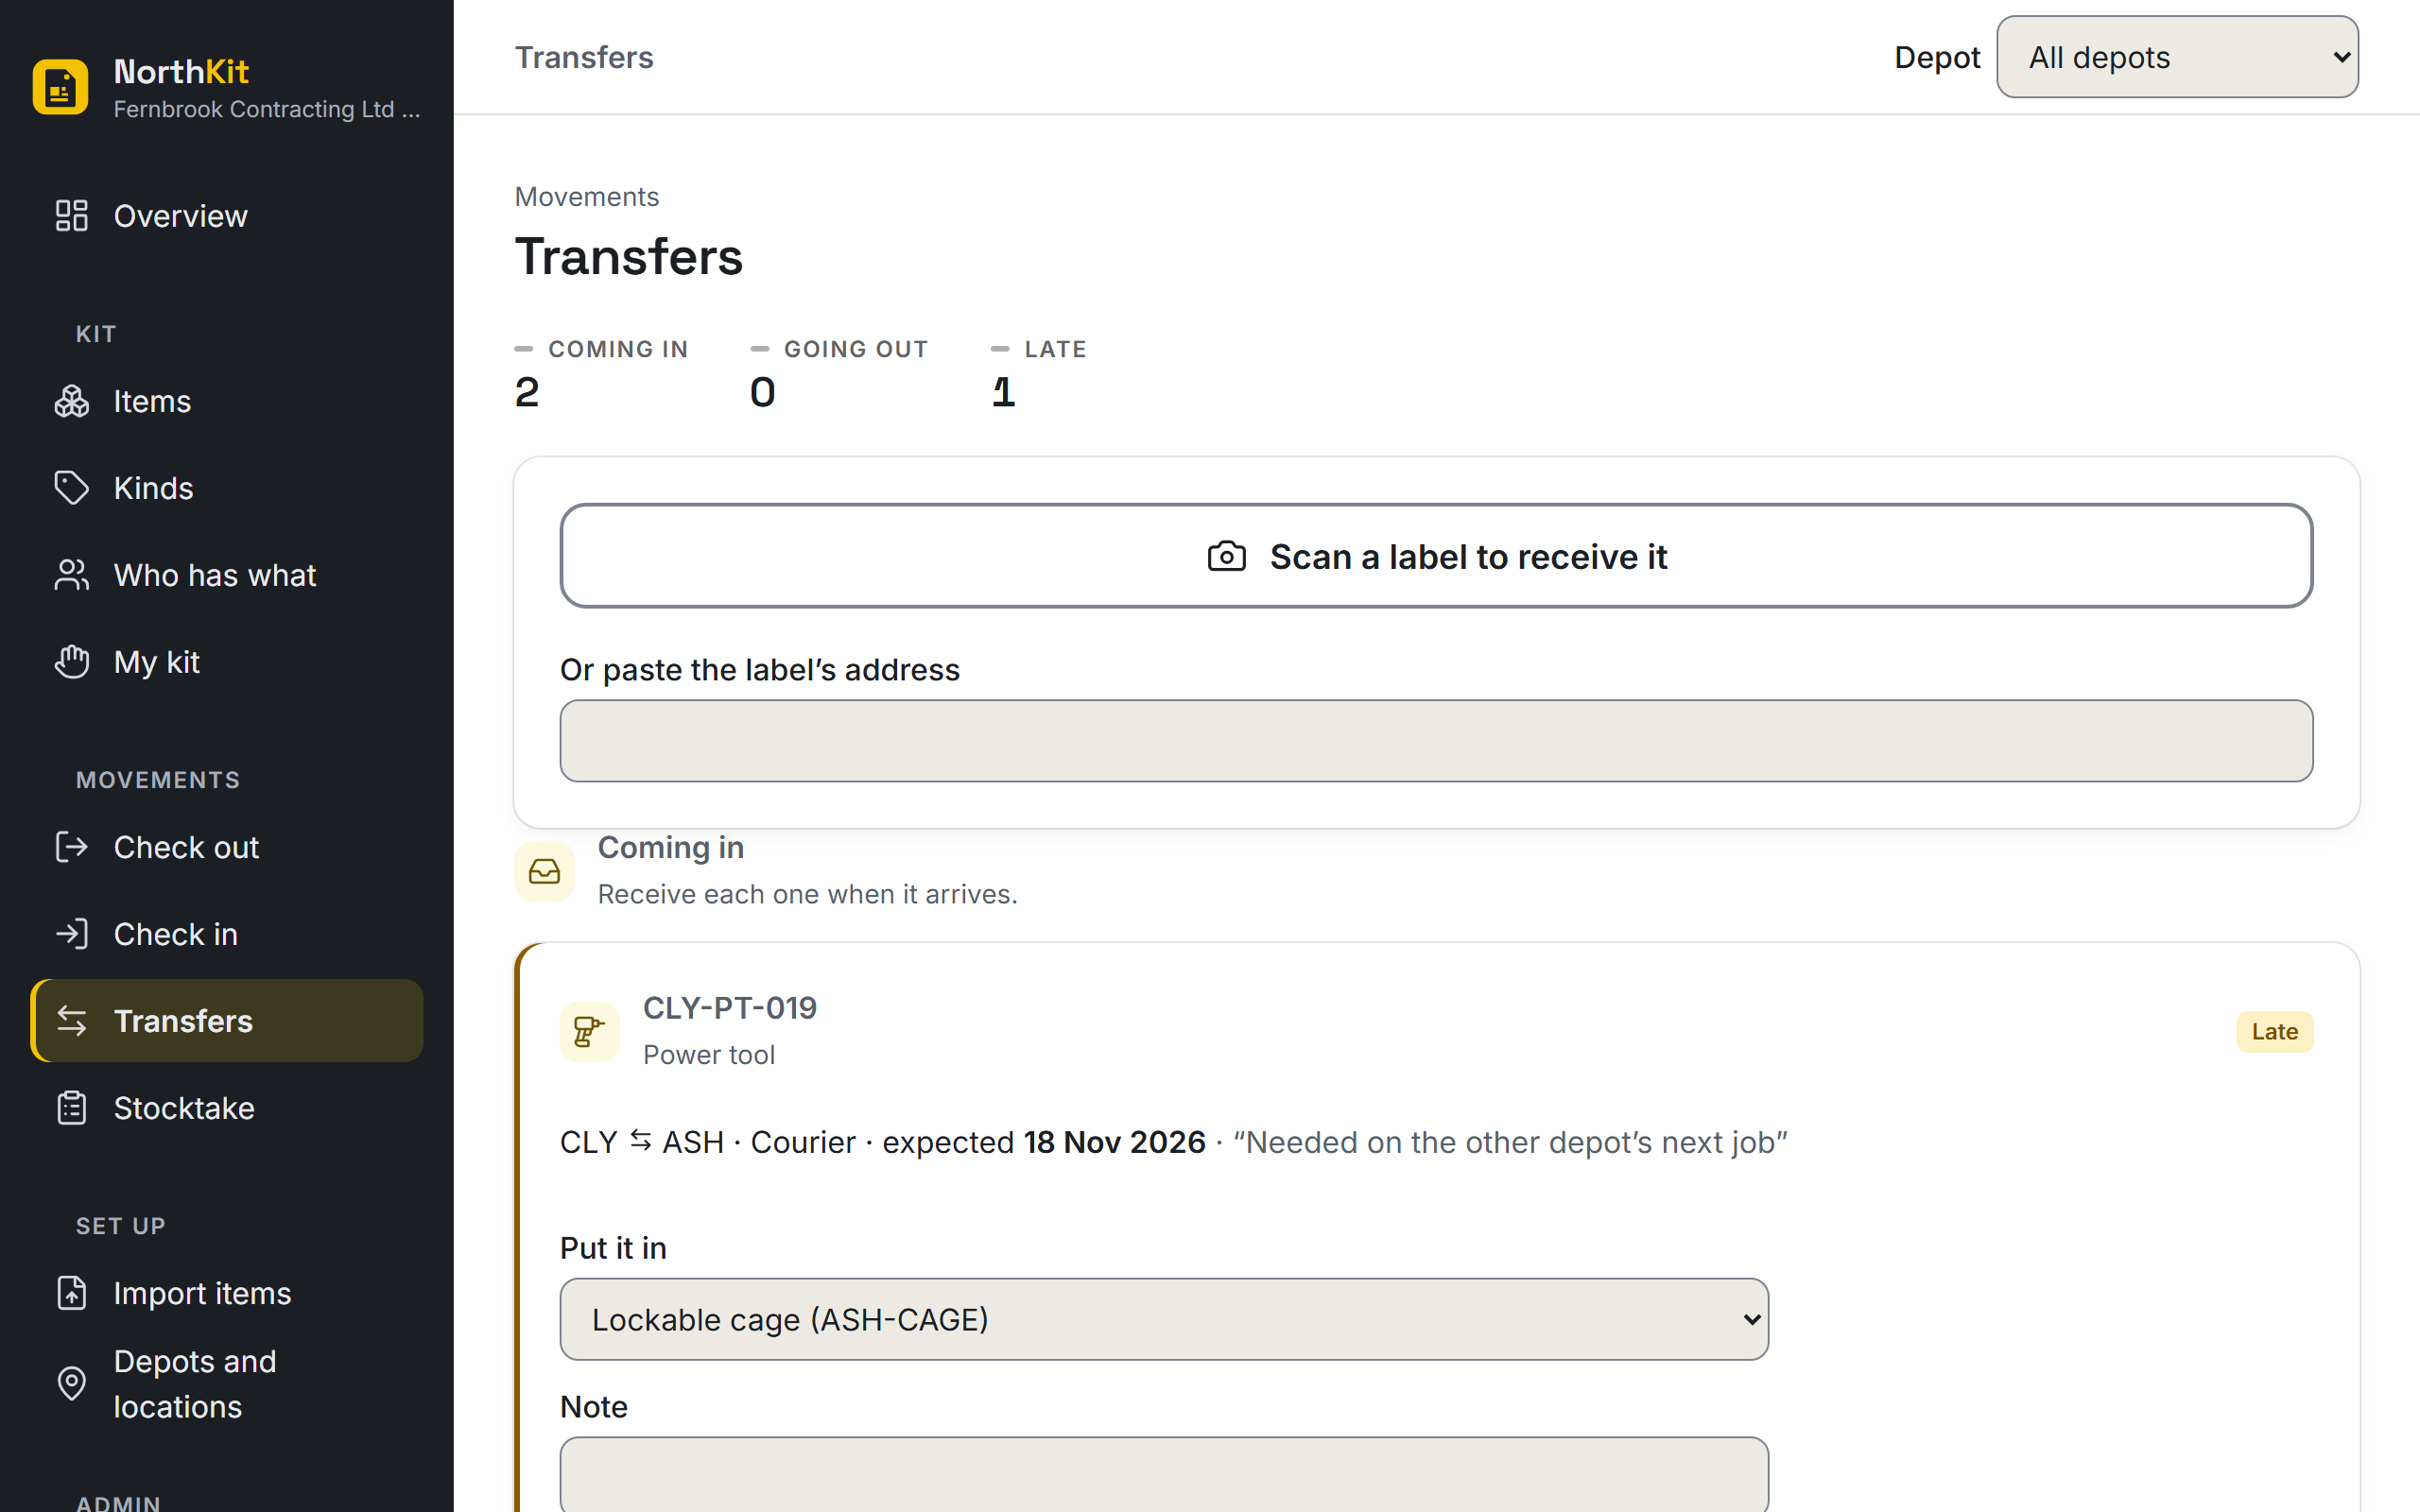 NorthKit
Fernbrook Contracting Ltd ...
Overview
KIT
Items
Kinds
Who has what
My kit
MOVEMENTS
Check out
Check in
Transfers
Stocktake
SET UP
Import items
Depots and
locations
ADMIN
Transfers
Depot
All depots
Movements
Transfers
COMING IN
2
GOING OUT
0
LATE
1
Scan a label to receive it
Or paste the label’s address
Coming in
Receive each one when it arrives.
CLY-PT-019
Power tool
Late
CLY ⇆ ASH · Courier · expected 18 Nov 2026 · “Needed on the other depot’s next job”
Put it in
Lockable cage (ASH-CAGE)
Note